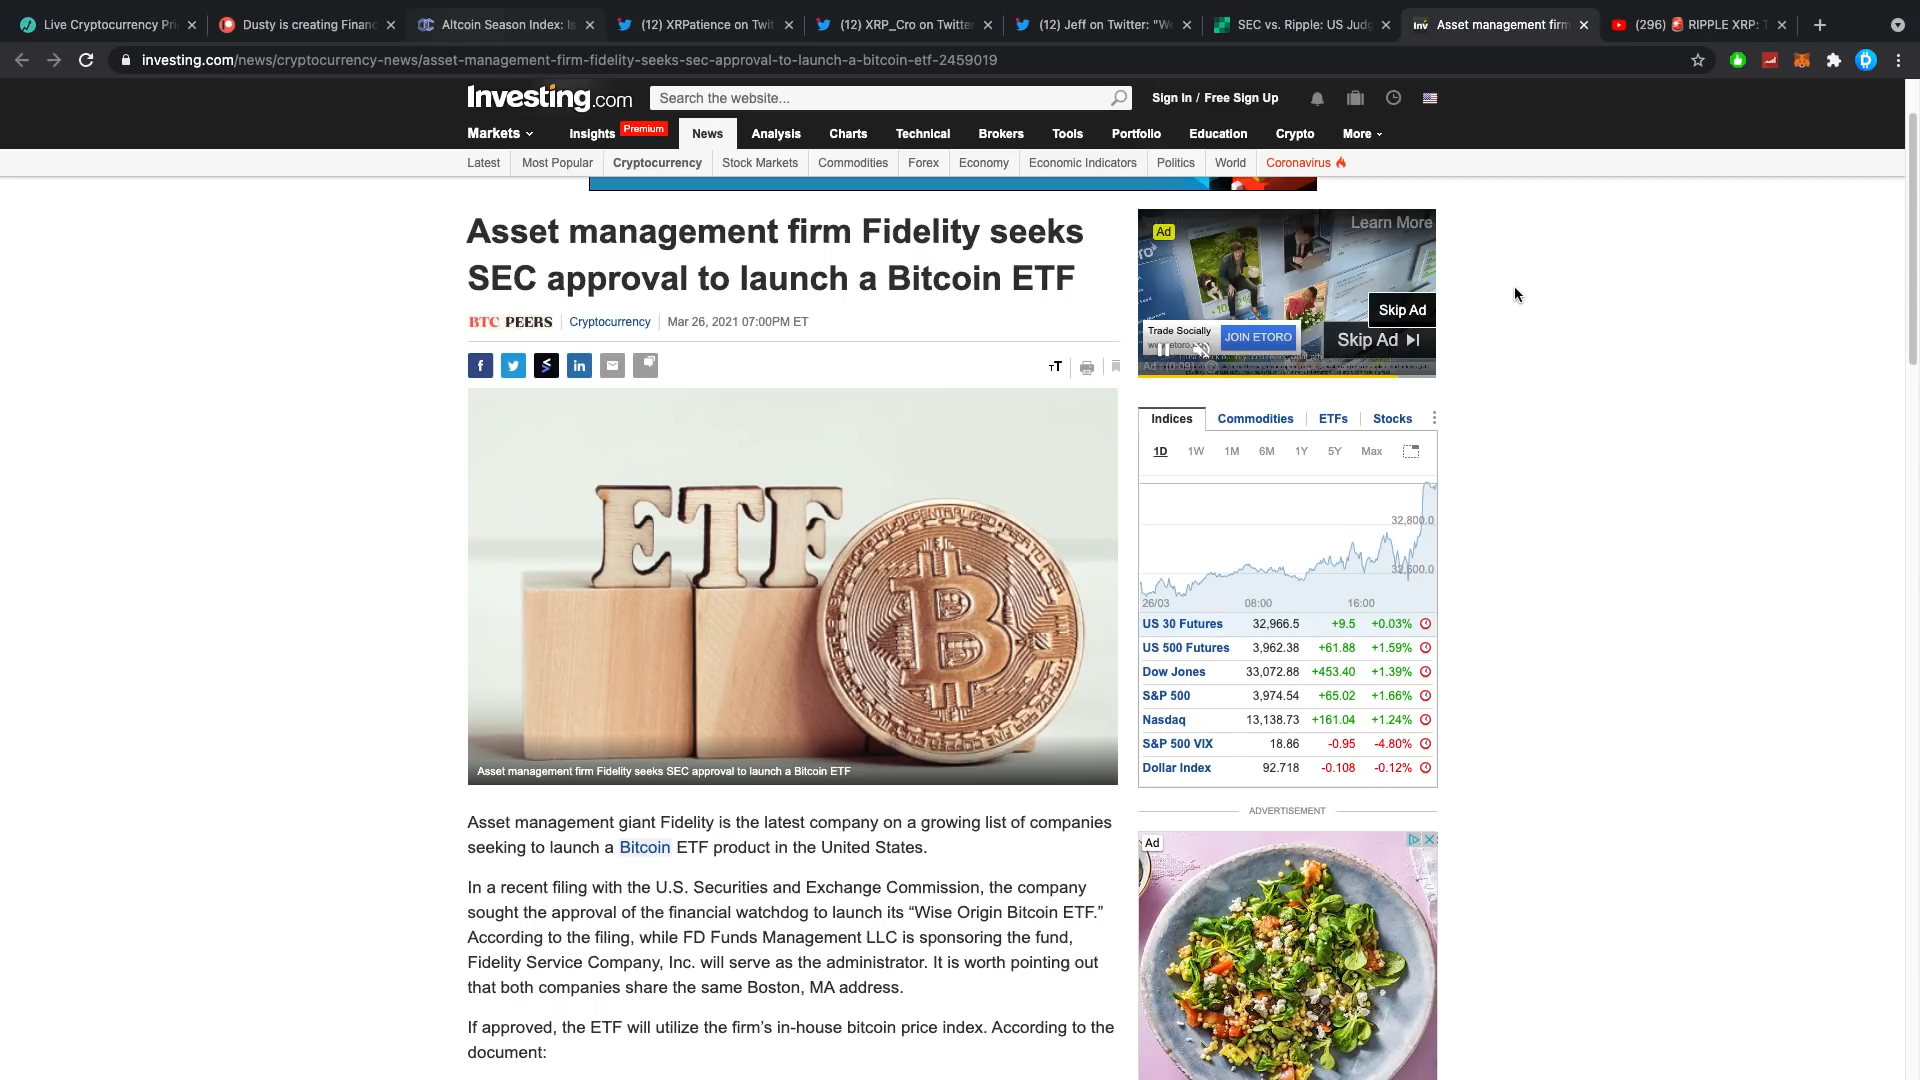 Live Cryptocurrency Pri
Dusty is creating Financ
Altcoin Season Index: Is
(12) XRPatience on Twit
(12) XRP_Cro on Twitte
(12) Jeff on Twitter: "We
SEC vs. Ripple: US Judg
Inv Asset management firm
(296) 🚨 RIPPLE XRP: T
investing.com/news/cryptocurrency-news/asset-management-firm-fidelity-seeks-sec-approval-to-launch-a-bitcoin-etf-2459019
Investing.com
Search the website...
Sign In / Free Sign Up
Markets
Insights
Premium
News
Analysis
Charts
Technical
Brokers
Tools
Portfolio
Education
Crypto
More
Latest
Most Popular
Cryptocurrency
Stock Markets
Commodities
Forex
Economy
Economic Indicators
Politics
World
Coronavirus
Asset management firm Fidelity seeks
SEC approval to launch a Bitcoin ETF
BTC PEERS
Cryptocurrency
Mar 26, 2021 07:00PM ET
ETF
Asset management firm Fidelity seeks SEC approval to launch a Bitcoin ETF
Asset management giant Fidelity is the latest company on a growing list of companies
seeking to launch a Bitcoin ETF product in the United States.
In a recent filing with the U.S. Securities and Exchange Commission, the company
sought the approval of the financial watchdog to launch its “Wise Origin Bitcoin ETF.”
According to the filing, while FD Funds Management LLC is sponsoring the fund,
Fidelity Service Company, Inc. will serve as the administrator. It is worth pointing out
that both companies share the same Boston, MA address.
If approved, the ETF will utilize the firm’s in-house bitcoin price index. According to the
document:
Ad
Learn More
Skip Ad
Trade Socially
JOIN ETORO
Skip Ad
Indices
Commodities
ETFs
Stocks
1D 1W 1M 6M 1Y 5Y Max
32,800.0
32,600.0
26/03 08:00 16:00
US 30 Futures 32,966.5 +9.5 +0.03%
US 500 Futures 3,962.38 +61.88 +1.59%
Dow Jones 33,072.88 +453.40 +1.39%
S&P 500 3,974.54 +65.02 +1.66%
Nasdaq 13,138.73 +161.04 +1.24%
S&P 500 VIX 18.86 -0.95 -4.80%
Dollar Index 92.718 -0.108 -0.12%
ADVERTISEMENT
Ad